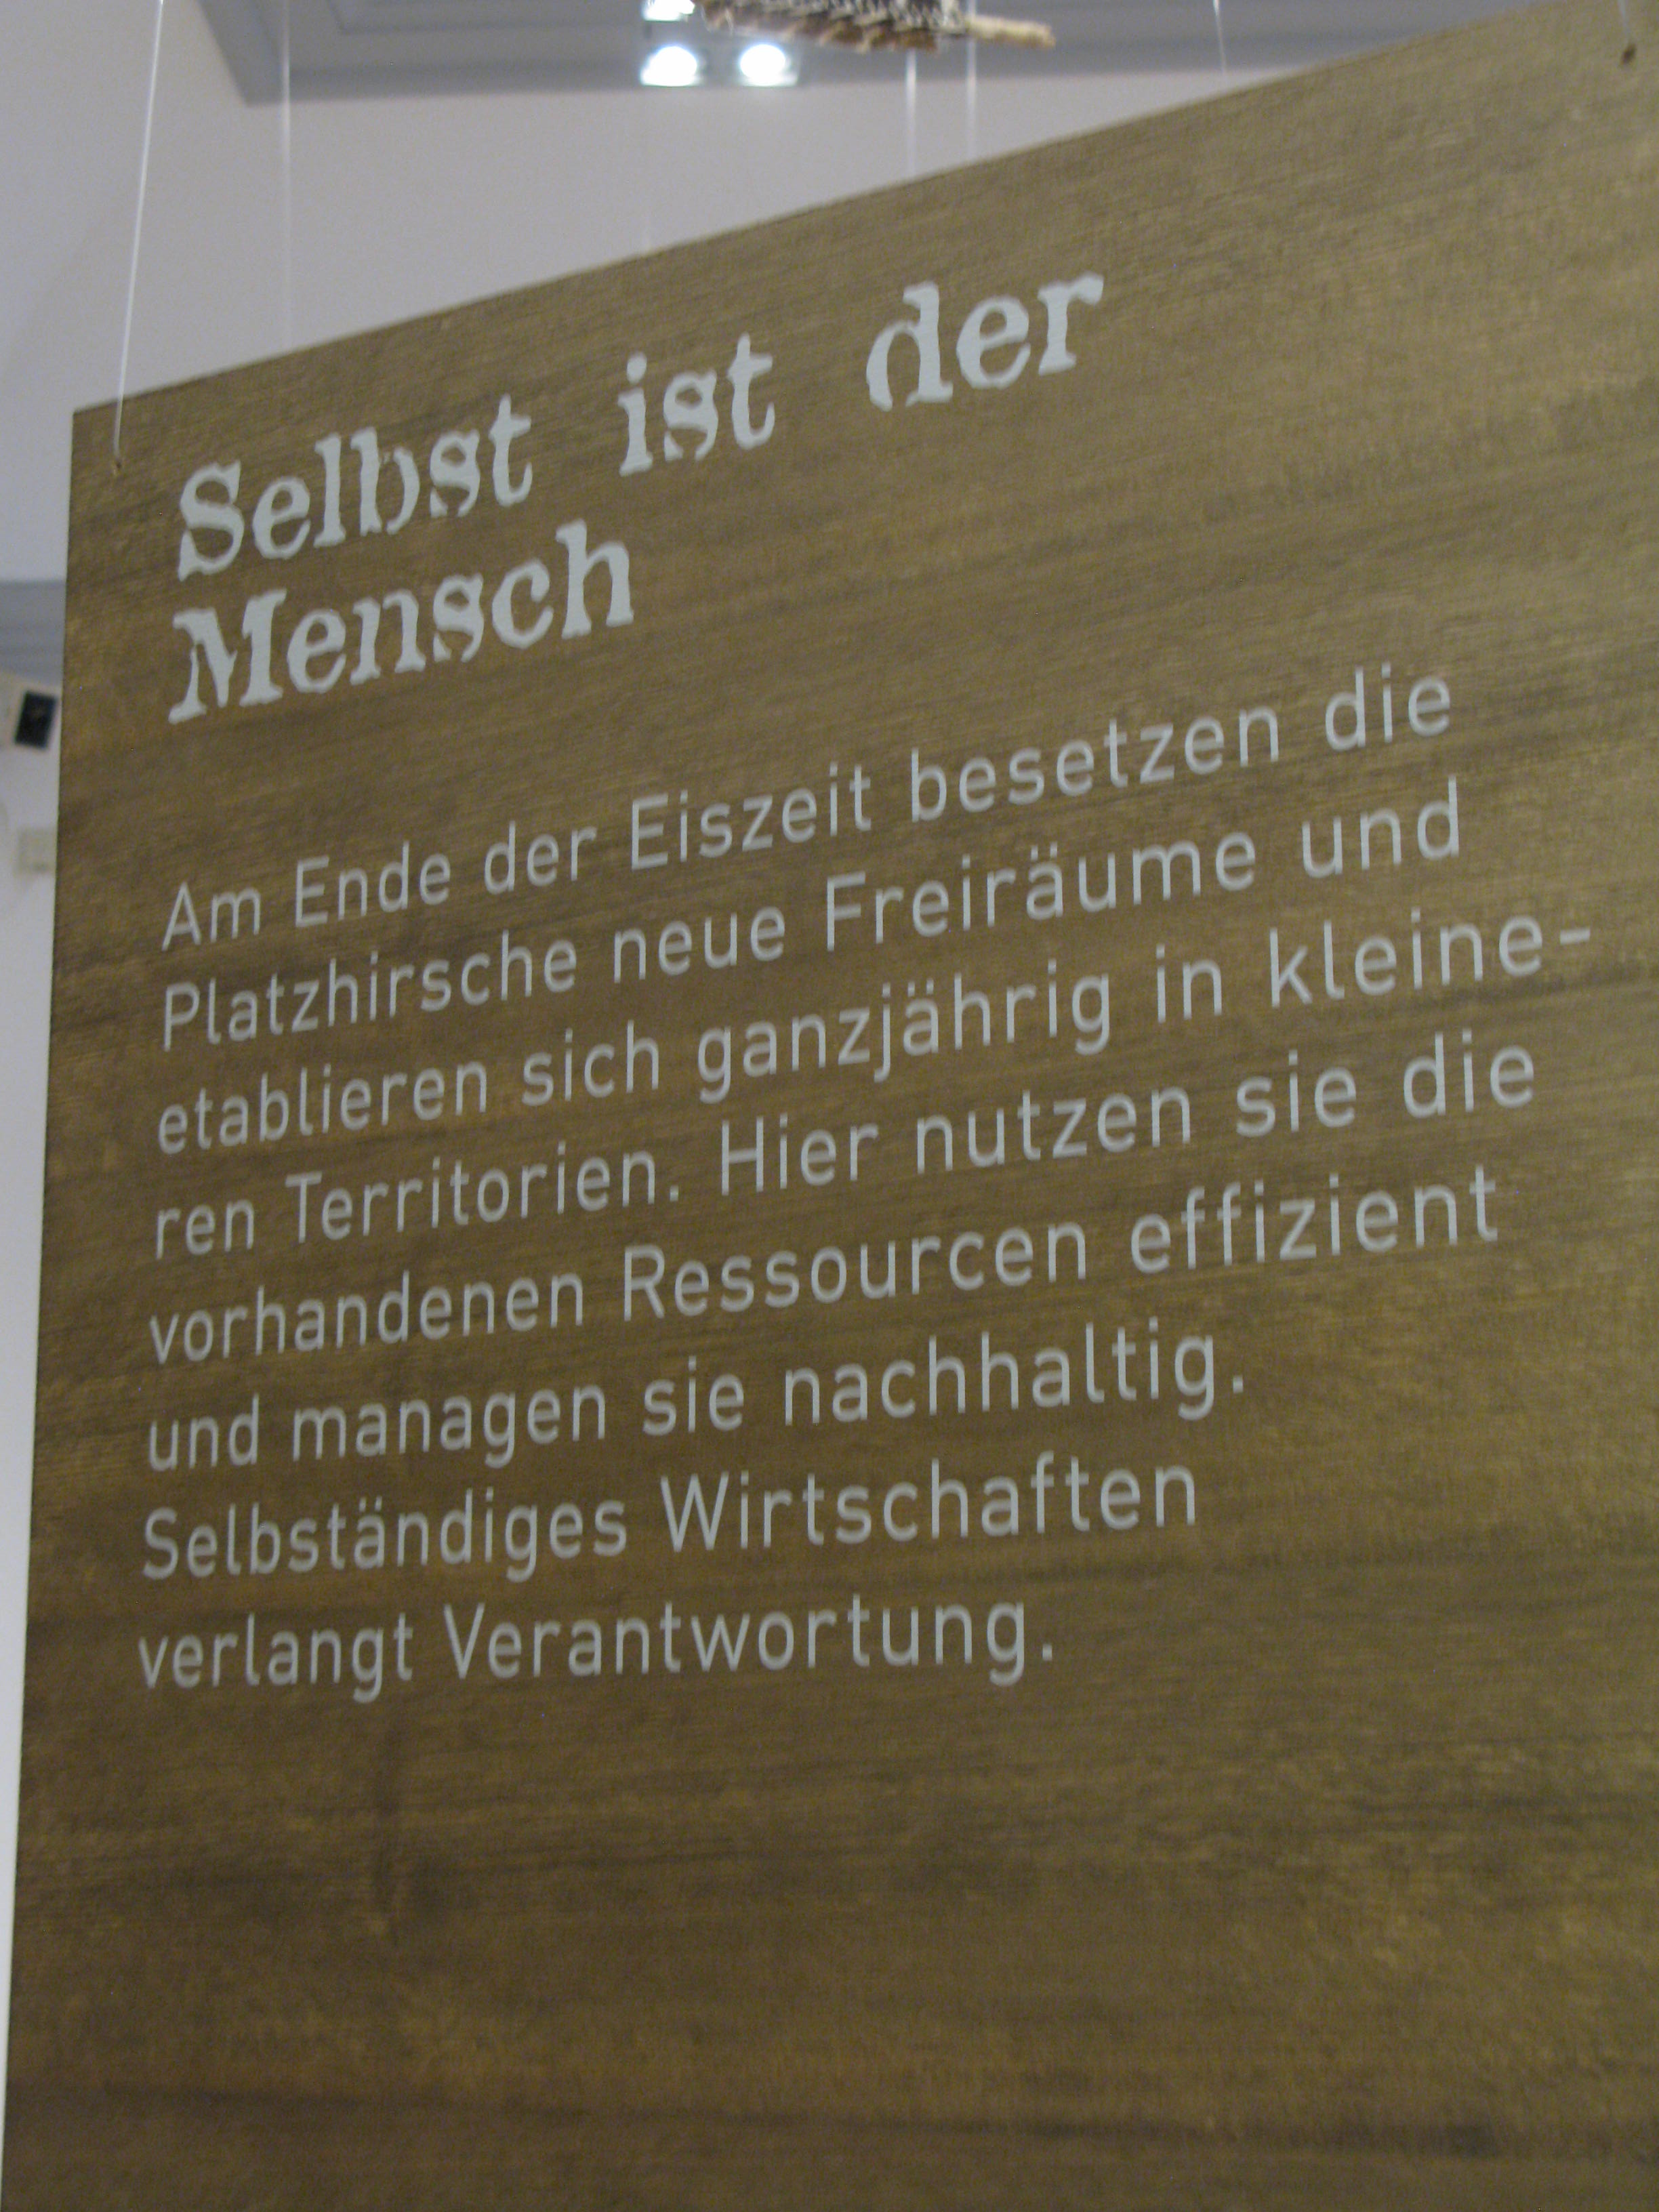 Selbst ist der
Mensch
Am Ende der Eiszeit besetzen die
Platzhirsche neue Freiräume und
etablieren sich ganzjährig in kleine-
ren Territorien. Hier nutzen sie die
vorhandenen Ressourcen effizient
und managen sie nachhaltig.
Selbständiges Wirtschaften
verlangt Verantwortung.